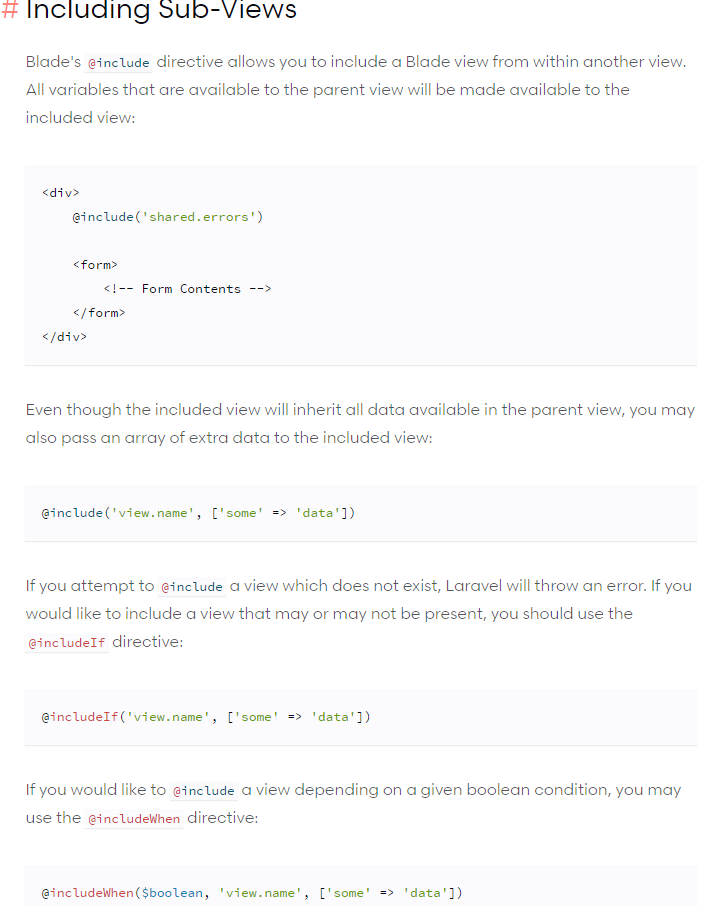 # Including Sub-Views
Blade's @include directive allows you to include a Blade view from within another view.
All variables that are available to the parent view will be made available to the
included view:
<div>
    @include('shared.errors')
    <form>
        <!-- Form Contents -->
    </form>
</div>
Even though the included view will inherit all data available in the parent view, you may
also pass an array of extra data to the included view:
@include('view.name', ['some' => 'data'])
If you attempt to @include a view which does not exist, Laravel will throw an error. If you
would like to include a view that may or may not be present, you should use the
@includeIf directive:
@includeIf('view.name', ['some' => 'data'])
If you would like to @include a view depending on a given boolean condition, you may
use the @includeWhen directive:
@includeWhen($boolean, 'view.name', ['some' => 'data'])